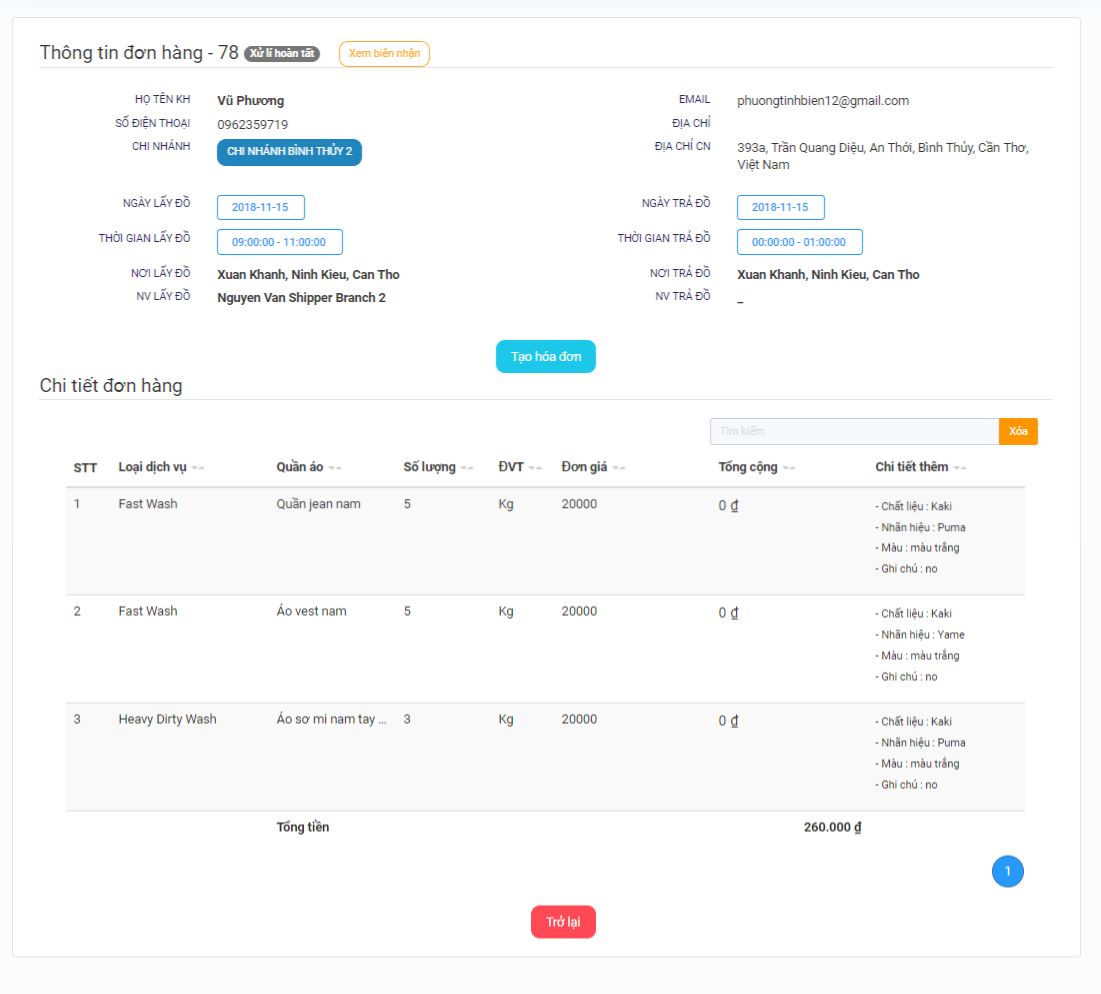 Thông tin đơn hàng - 78 Xử lí hoàn tất Xem biên nhận
HỌ TÊN KH Vũ Phương EMAIL phuongtinhbien12@gmail.com
SỐ ĐIỆN THOẠI 0962359719 ĐỊA CHỈ
CHI NHÁNH CHI NHÁNH BÌNH THỦY 2 ĐỊA CHỈ CN 393a, Trần Quang Diệu, An Thới, Bình Thủy, Cần Thơ,
Việt Nam
NGÀY LẤY ĐỒ 2018-11-15 NGÀY TRẢ ĐỒ 2018-11-15
THỜI GIAN LẤY ĐỒ 09:00:00 - 11:00:00 THỜI GIAN TRẢ ĐỒ 00:00:00 - 01:00:00
NƠI LẤY ĐỒ Xuan Khanh, Ninh Kieu, Can Tho NƠI TRẢ ĐỒ Xuan Khanh, Ninh Kieu, Can Tho
NV LẤY ĐỒ Nguyen Van Shipper Branch 2 NV TRẢ ĐỒ _
Tạo hóa đơn
Chi tiết đơn hàng
Tìm kiếm Xóa
STT Loại dịch vụ Quần áo Số lượng ĐVT Đơn giá Tổng cộng Chi tiết thêm
1 Fast Wash Quần jean nam 5 Kg 20000 0 ₫ - Chất liệu : Kaki
- Nhãn hiệu : Puma
- Màu : màu trắng
- Ghi chú : no
2 Fast Wash Áo vest nam 5 Kg 20000 0 ₫ - Chất liệu : Kaki
- Nhãn hiệu : Yame
- Màu : màu trắng
- Ghi chú : no
3 Heavy Dirty Wash Áo sơ mi nam tay ... 3 Kg 20000 0 ₫ - Chất liệu : Kaki
- Nhãn hiệu : Puma
- Màu : màu trắng
- Ghi chú : no
Tổng tiền 260.000 ₫
1
Trở lại